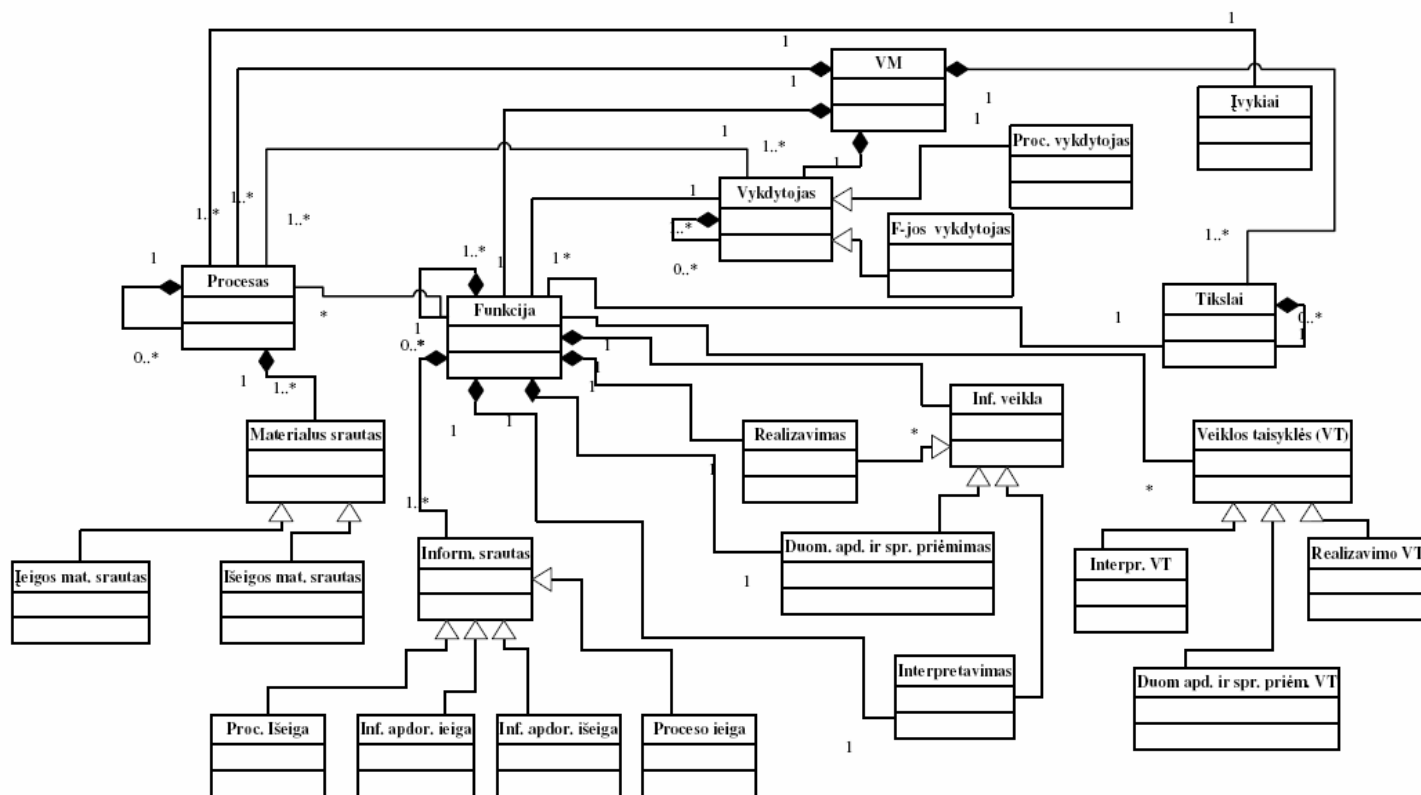 1
1
VM
1
Įvykiai
1
1
1
1..*
Proc. vykdytojas
1..*
1
1
Vykdytojas
1..*
1..*
1..*
F-jos vykdytojas
1..*
1..*
1
1
1 *
0..*
Procesas
Tikslai
Funkcija
*
1
1
0..*
1
0..*
0..*
1
1
1
1
1..*
Inf. veikla
1
1
Materialus srautas
Realizavimas
*
Veiklos taisyklės (VT)
1
*
1..*
Duom. apd. ir spr. priėmimas
Inform. srautas
Realizavimo VT
Interpr. VT
Įeigos mat. srautas
Išeigos mat. srautas
1
Interpretavimas
Duom apd. ir spr. priėm. VT
Proc. Išeiga
Inf. apdor. ieiga
Inf. apdor. išeiga
Proceso ieiga
1